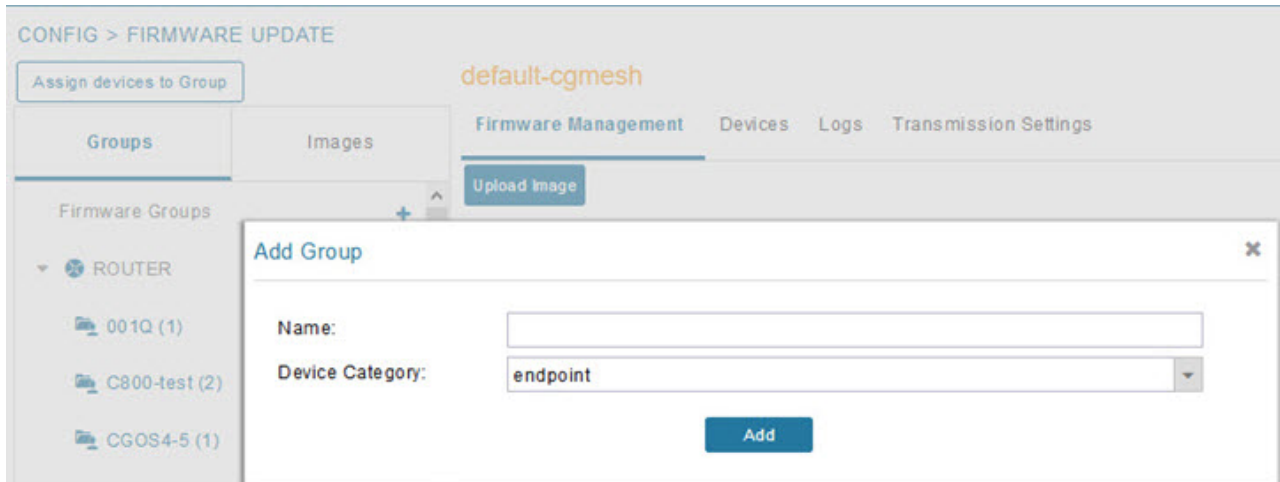 CONFIG > FIRMWARE UPDATE
Assign devices to Group
default-cgmesh
Groups
Images
Firmware Management
Devices
Logs
Transmission Settings
Upload Image
Firmware Groups
+
ROUTER
001Q (1)
C800-test (2)
CGOS4-5 (1)
Add Group
Name:
Device Category:
endpoint
Add